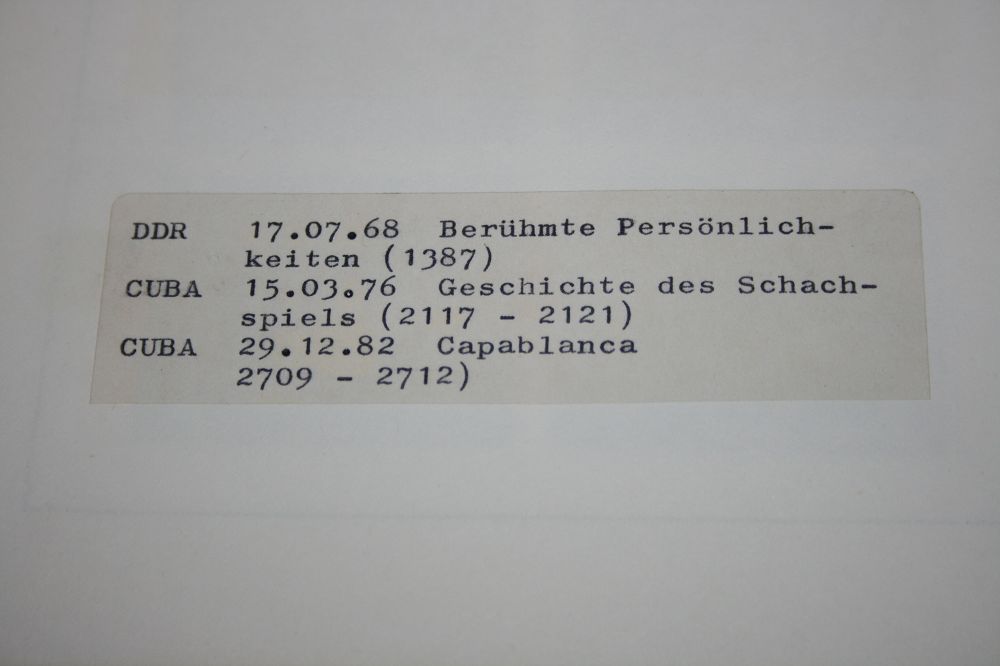 DDR 17.07.68 Berühmte Persönlich-
keiten (1387)
CUBA 15.03.76 Geschichte des Schach-
spiels (2117 - 2121)
CUBA 29.12.82 Capablanca
2709 - 2712)